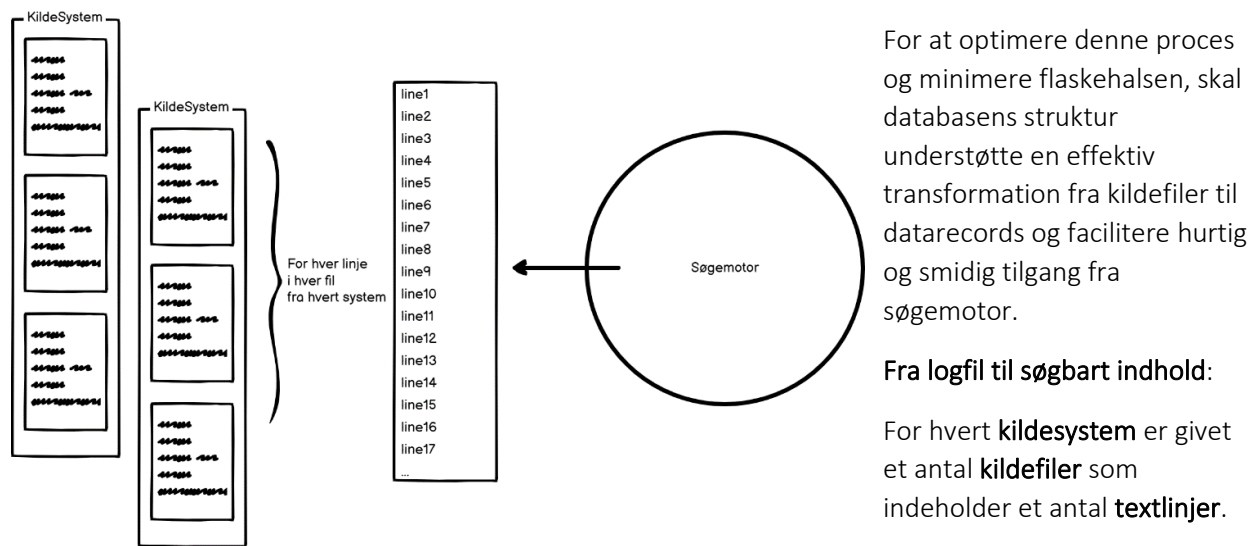 KildeSystem
KildeSystem
For hver linje
i hver fil
fra hvert system
line1
line2
line3
line4
line5
line6
line7
line8
line9
line10
line11
line12
line13
line14
line15
line16
line17
...
Søgemotor
For at optimere denne proces
og minimere flaskehalsen, skal
databasens struktur
understøtte en effektiv
transformation fra kildefiler til
datarecords og facilitere hurtig
og smidig tilgang fra
søgemotor.
Fra logfil til søgbart indhold:
For hvert kildesystem er givet
et antal kildefiler som
indeholder et antal textlinjer.